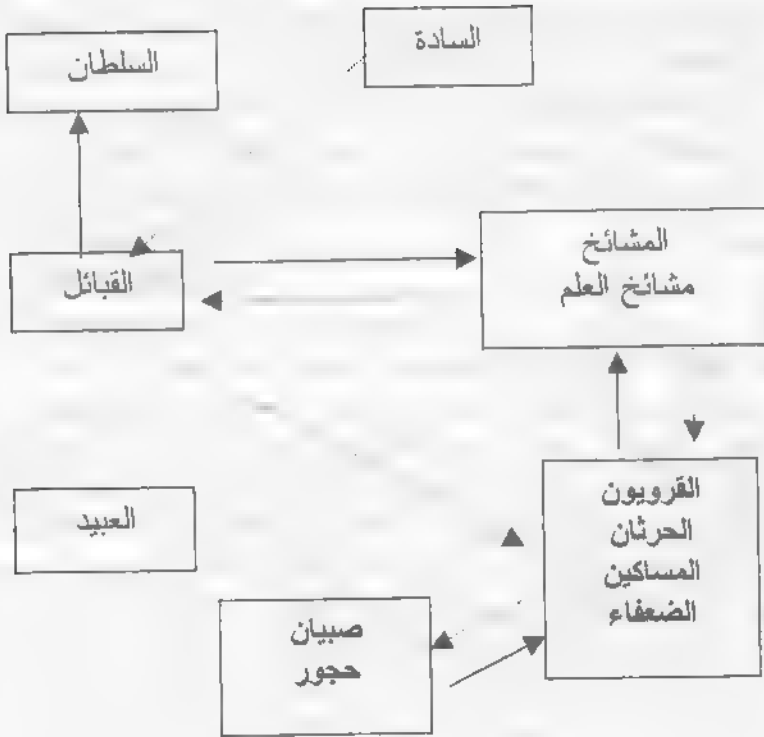 السادة
السلطان
المشائخ
مشائخ العلم
القبائل
القرويون
الحرثان
المساكين
الضعفاء
العبيد
صبيان
حجور